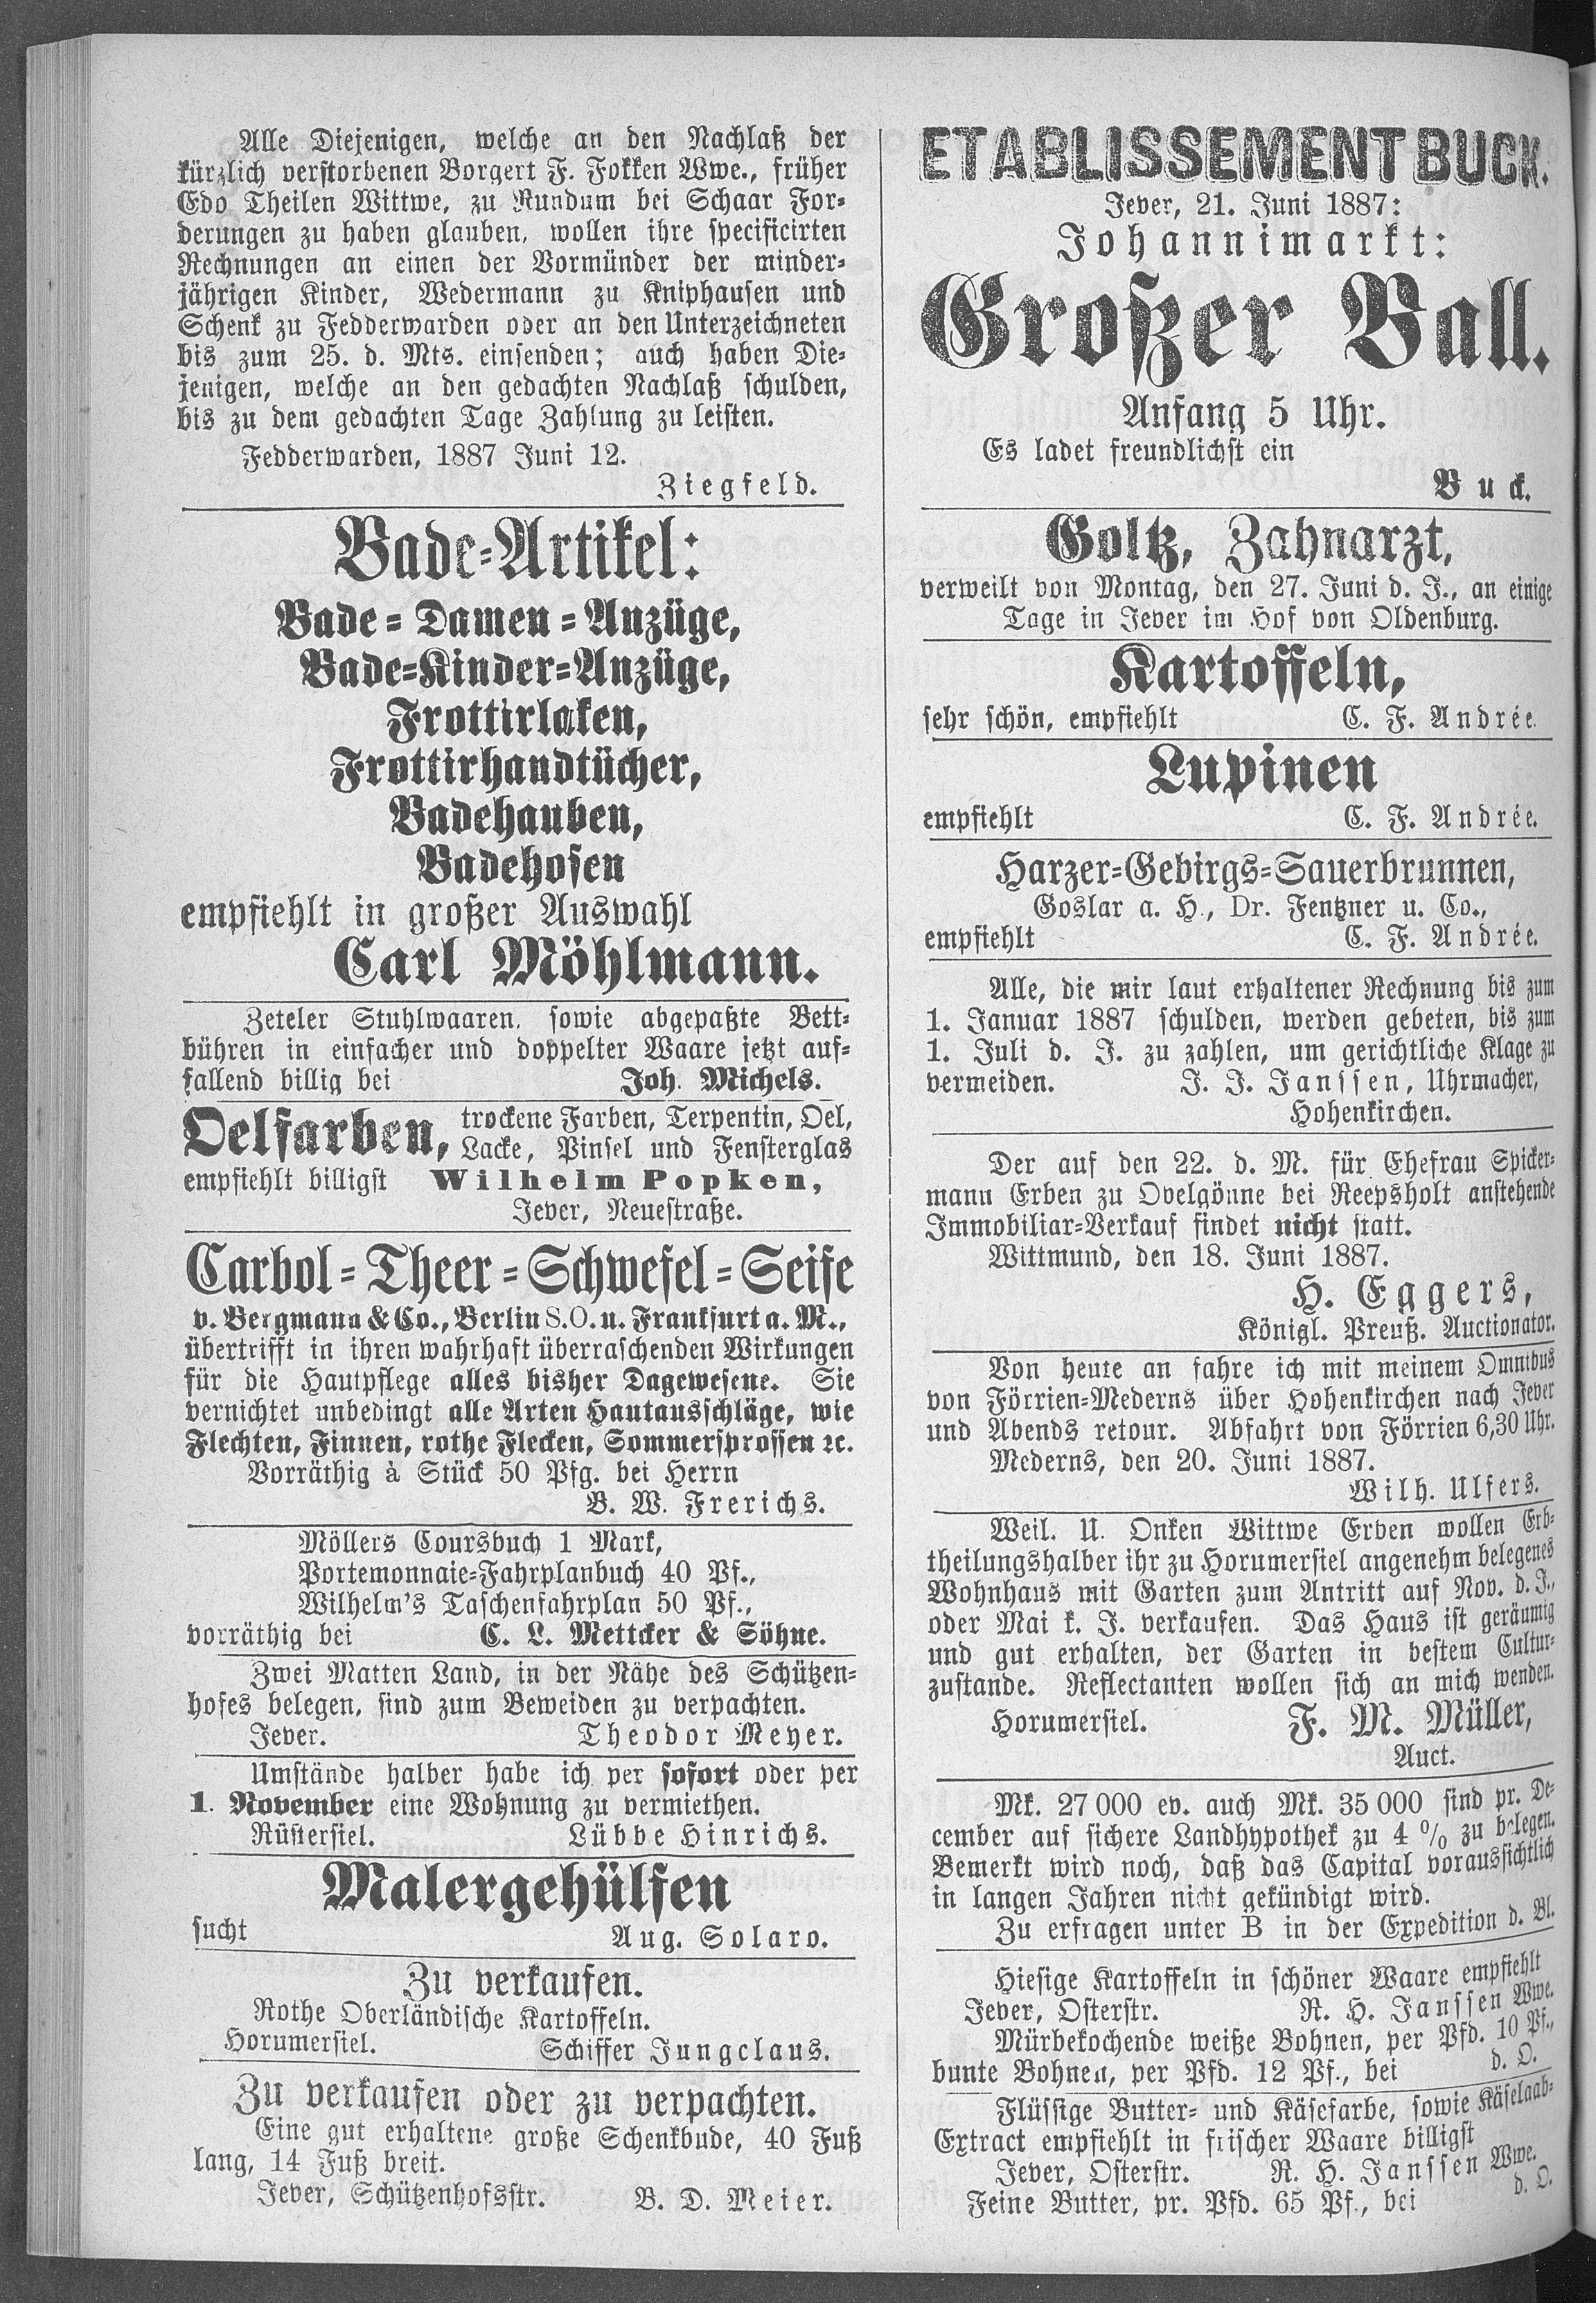 Alle Diejenigen, welche an den Nachlaß der
kürzlich verstorbenen Borgert F. Fokken Wwe., früher
Edo Theilen Wittwe, zu Rundum bei Schaar For-
derungen zu haben glauben, wollen ihre specificirten
Rechnungen an einen der Vormünder der minder-
jährigen Kinder, Wedermann zu Kniphausen und
Schenk zu Fedderwarden oder an den Unterzeichneten
bis zum 25. d. Mts. einsenden; auch haben Die-
jenigen, welche an den gedachten Nachlaß schulden,
bis zu dem gedachten Tage Zahlung zu leisten.
Fedderwarden, 1887 Juni 12.
Ziegfeld.
Bade-Artikel:
Bade-Damen-Anzüge,
Bade-Kinder-Anzüge,
Frottirlaken,
Frottirhandtücher,
Badehauben,
Badehosen
empfiehlt in großer Auswahl
Carl Möhlmann.
Zeteler Stuhlwaaren, sowie abgepaßte Bett-
bühren in einfacher und doppelter Waare jetzt auf-
fallend billig bei Joh. Michels.
Oelfarben, trockene Farben, Terpentin, Oel,
Lacke, Pinsel und Fensterglas
empfiehlt billigst Wilhelm Popken,
Jever, Neuestraße.
Carbol-Theer-Schwefel-Seife
v. Bergmann & Co., Berlin S.O. u. Frankfurt a. M.,
übertrifft in ihren wahrhaft überraschenden Wirkungen
für die Hautpflege alles bisher Dagewesene. Sie
vernichtet unbedingt alle Arten Hautausschläge, wie
Flechten, Finnen, rothe Flecken, Sommersprossen ꝛc.
Vorräthig à Stück 50 Pfg. bei Herrn
B. W. Frerichs.
Möllers Coursbuch 1 Mark,
Portemonnaie-Fahrplanbuch 40 Pf.,
Wilhelm's Taschenfahrplan 50 Pf.,
vorräthig bei C. L. Mettcker & Söhne.
Zwei Matten Land, in der Nähe des Schützen-
hofes belegen, sind zum Beweiden zu verpachten.
Jever. Theodor Meyer.
Umstände halber habe ich per sofort oder per
1. November eine Wohnung zu vermiethen.
Rüstersiel. Lübbe Hinrichs.
Malergehülfen
sucht Aug. Solaro.
Zu verkaufen.
Rothe Oberländische Kartoffeln.
Horumersiel. Schiffer Jungclaus.
Zu verkaufen oder zu verpachten.
Eine gut erhaltene große Schenkbude, 40 Fuß
lang, 14 Fuß breit.
Jever, Schützenhofsstr. B. D. Meier.
ETABLISSEMENT BUCK.
Jever, 21. Juni 1887:
Johannimarkt:
Großer Ball.
Anfang 5 Uhr.
Es ladet freundlichst ein
Buck.
Goltz, Zahnarzt,
verweilt von Montag, den 27. Juni d. J., an einige
Tage in Jever im Hof von Oldenburg.
Kartoffeln,
sehr schön, empfiehlt C. F. Andrée.
Lupinen
empfiehlt C. F. Andrée.
Harzer-Gebirgs-Sauerbrunnen,
Goslar a. H., Dr. Fentzner u. Co.,
empfiehlt C. F. Andrée.
Alle, die mir laut erhaltener Rechnung bis zum
1. Januar 1887 schulden, werden gebeten, bis zum
1. Juli d. J. zu zahlen, um gerichtliche Klage zu
vermeiden. J. J. Janssen, Uhrmacher,
Hohenkirchen.
Der auf den 22. d. M. für Ehefrau Spicker-
mann Erben zu Ovelgönne bei Reepsholt anstehende
Immobiliar-Verkauf findet nicht statt.
Wittmund, den 18. Juni 1887.
H. Eggers,
Königl. Preuß. Auctionator.
Von heute an fahre ich mit meinem Omnibus
von Förrien-Mederns über Hohenkirchen nach Jever
und Abends retour. Abfahrt von Förrien 6,30 Uhr.
Mederns, den 20. Juni 1887.
Wilh. Ulfers.
Weil. U. Onken Wittwe Erben wollen Erb-
theilungshalber ihr zu Horumersiel angenehm belegenes
Wohnhaus mit Garten zum Antritt auf Nov. d. J.,
oder Mai k. J. verkaufen. Das Haus ist geräumig
und gut erhalten, der Garten in bestem Cultur-
zustande. Reflectanten wollen sich an mich wenden.
Horumersiel. F. M. Müller,
Auct.
Mk. 27 000 ev. auch Mk. 35 000 sind pr. De-
cember auf sichere Landhypothek zu 4 % zu belegen.
Bemerkt wird noch, daß das Capital voraussichtlich
in langen Jahren nicht gekündigt wird.
Zu erfragen unter B in der Expedition d. Bl.
Hiesige Kartoffeln in schöner Waare empfiehlt
Jever, Osterstr. R. H. Janssen Wwe.
Mürbekochende weiße Bohnen, per Pfd. 10 Pf.,
bunte Bohnen, per Pfd. 12 Pf., bei d. O.
Flüssige Butter- und Käsefarbe, sowie Käselaab-
Extract empfiehlt in frischer Waare billigst
Jever, Osterstr. R. H. Janssen Wwe.
Feine Butter, pr. Pfd. 65 Pf., bei d. O.